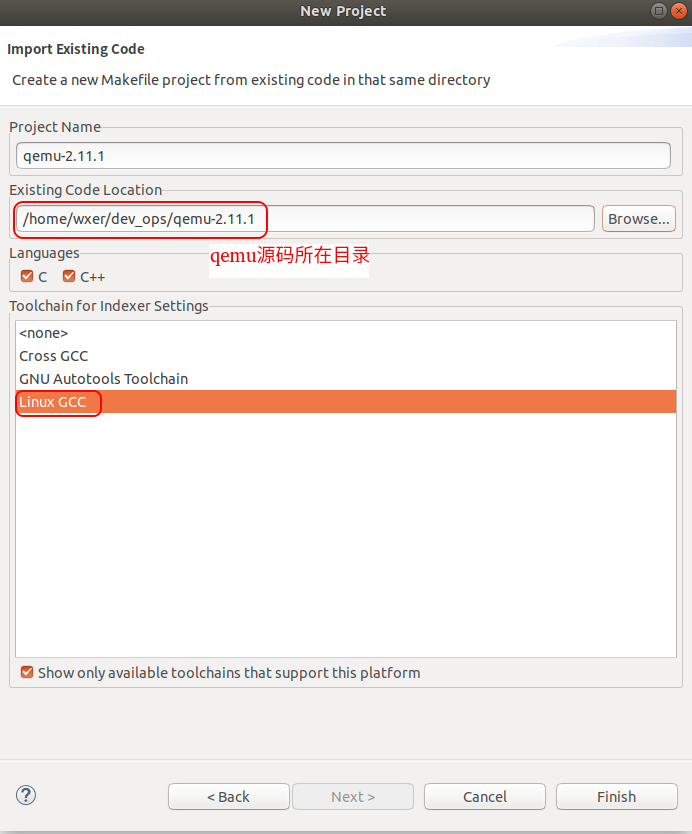 New Project
Import Existing Code
Create a new Makefile project from existing code in that same directory
Project Name
qemu-2.11.1
Existing Code Location
/home/wxer/dev_ops/qemu-2.11.1
Browse...
Languages
qemu源码所在目录
C
C++
Toolchain for Indexer Settings
<none>
Cross GCC
GNU Autotools Toolchain
Linux GCC
Show only available toolchains that support this platform
?
< Back
Next >
Cancel
Finish